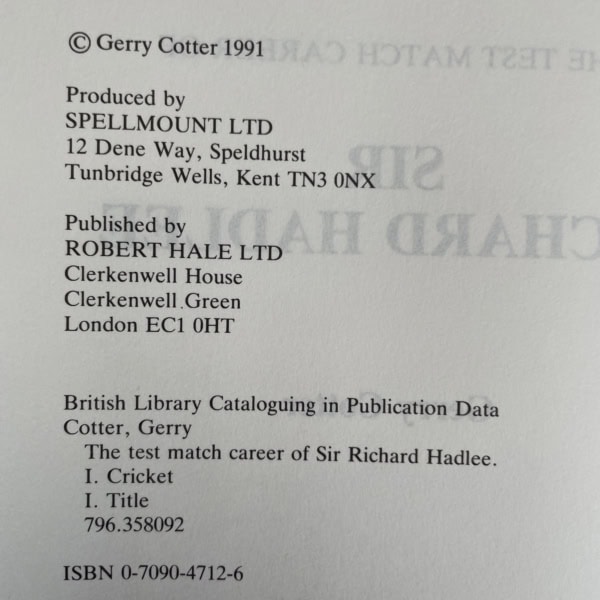 © Gerry Cotter 1991
Produced by
SPELLMOUNT LTD
12 Dene Way, Speldhurst
Tunbridge Wells, Kent TN3 0NX
Published by
ROBERT HALE LTD
Clerkenwell House
Clerkenwell Green
London EC1 0HT
British Library Cataloguing in Publication Data
Cotter, Gerry
The test match career of Sir Richard Hadlee.
I. Cricket
I. Title
796.358092
ISBN 0-7090-4712-6